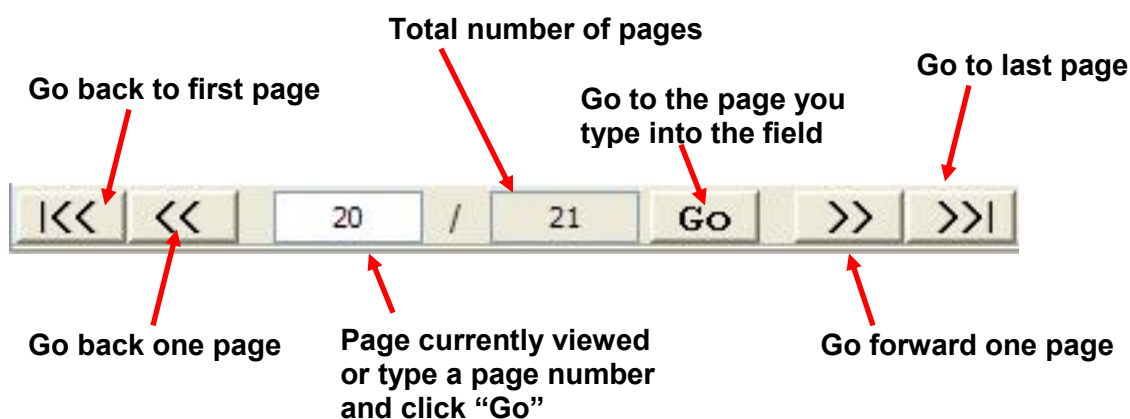 Total number of pages
Go to last page
Go back to first page
Go to the page you
type into the field
|<< << 20 / 21 Go >> >>|
Go back one page
Page currently viewed
or type a page number
and click “Go”
Go forward one page